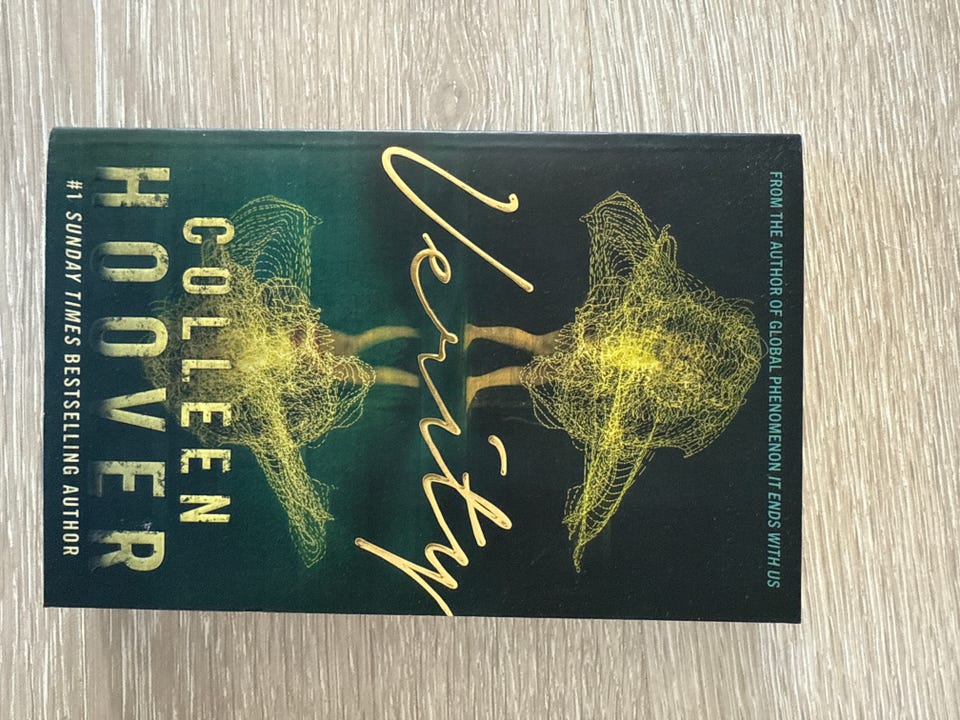 FROM THE AUTHOR OF GLOBAL PHENOMENON IT ENDS WITH US
Verity
COLLEEN
HOOVER
#1 SUNDAY TIMES BESTSELLING AUTHOR